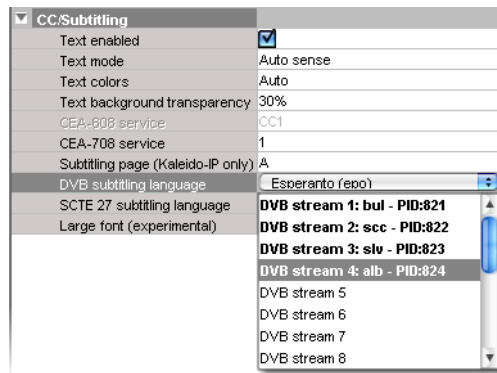 CC/Subtitling
Text enabled
Text mode Auto sense
Text colors Auto
Text background transparency 30%
CEA-608 service CC1
CEA-708 service 1
Subtitling page (Kaleido-IP only) A
DVB subtitling language Esperanto (epo)
SCTE 27 subtitling language DVB stream 1: bul - PID:821
Large font (experimental) DVB stream 2: scc - PID:822
DVB stream 3: slv - PID:823
DVB stream 4: alb - PID:824
DVB stream 5
DVB stream 6
DVB stream 7
DVB stream 8